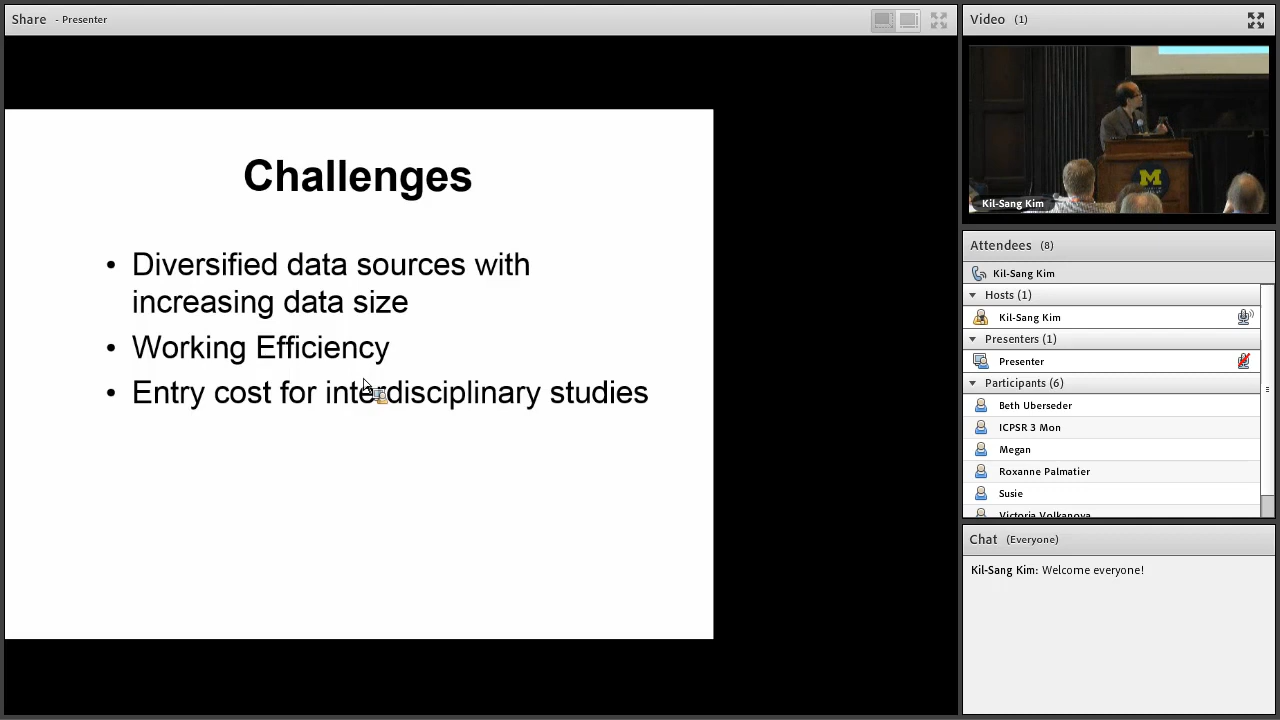 Share - Presenter
Challenges
• Diversified data sources with
increasing data size
• Working Efficiency
• Entry cost for interdisciplinary studies
Video (1)
M
Kil-Sang Kim
Attendees (8)
Kil-Sang Kim
Hosts (1)
Kil-Sang Kim
Presenters (1)
Presenter
Participants (6)
Beth Uberseder
ICPSR 3 Mon
Megan
Roxanne Palmatier
Susie
Victoria Volkanova
Chat (Everyone)
Kil-Sang Kim: Welcome everyone!